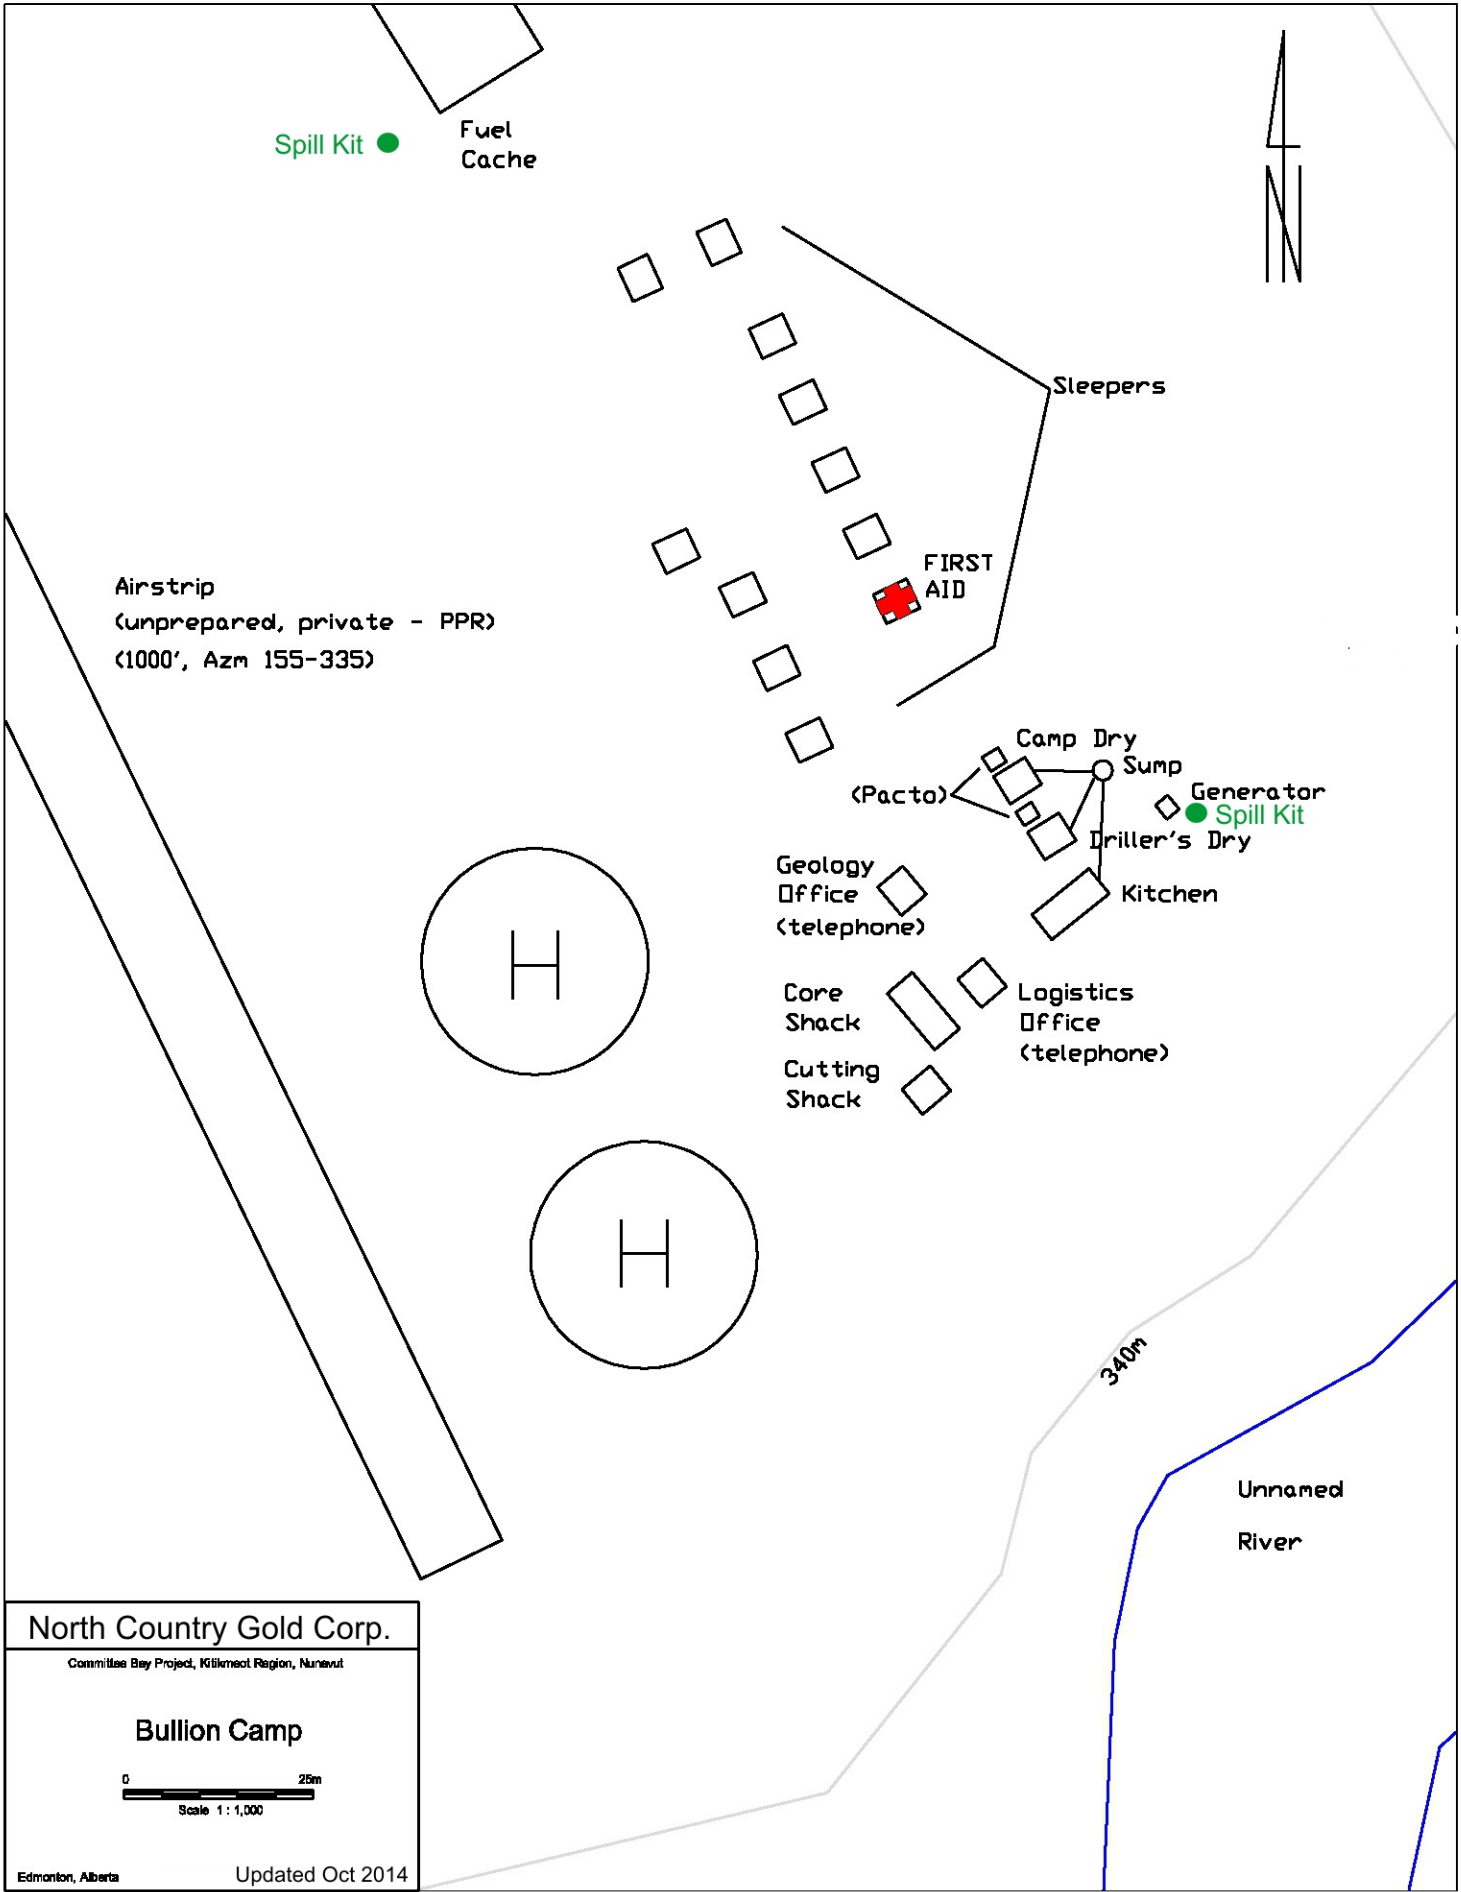 Fuel
Cache
Spill Kit
N
Sleepers
FIRST
AID
Airstrip
(unprepared, private - PPR)
(1000', Azm 155-335)
Camp Dry
Sump
(Pacto)
Generator
Spill Kit
Driller's Dry
Geology
Office
(telephone)
Kitchen
Core
Shack
Logistics
Office
(telephone)
Cutting
Shack
H
H
340m
Unnamed
River
North Country Gold Corp.
Committee Bay Project, Kitikmeot Region, Nunavut
Bullion Camp
0 25m
Scale 1 : 1,000
Edmonton, Alberta
Updated Oct 2014